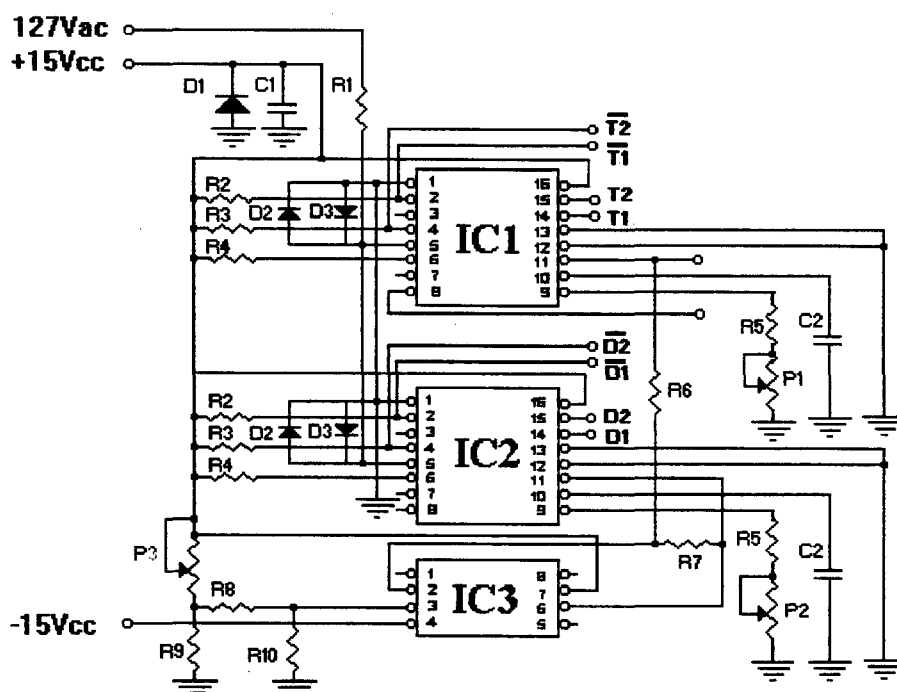 127Vac
+15Vcc
D1
C1
R1
T2
T1
R2
R3
R4
D2
D3
1
2
3
4
5
6
7
8
IC1
16
15
14
13
12
11
10
9
T2
T1
R5
P1
C2
D2
D1
R6
R2
R3
R4
D2
D3
1
2
3
4
5
6
7
8
IC2
16
15
14
13
12
11
10
9
D2
D1
R5
P2
C2
R7
P3
R8
1
2
3
4
IC3
8
7
6
5
-15Vcc
R9
R10